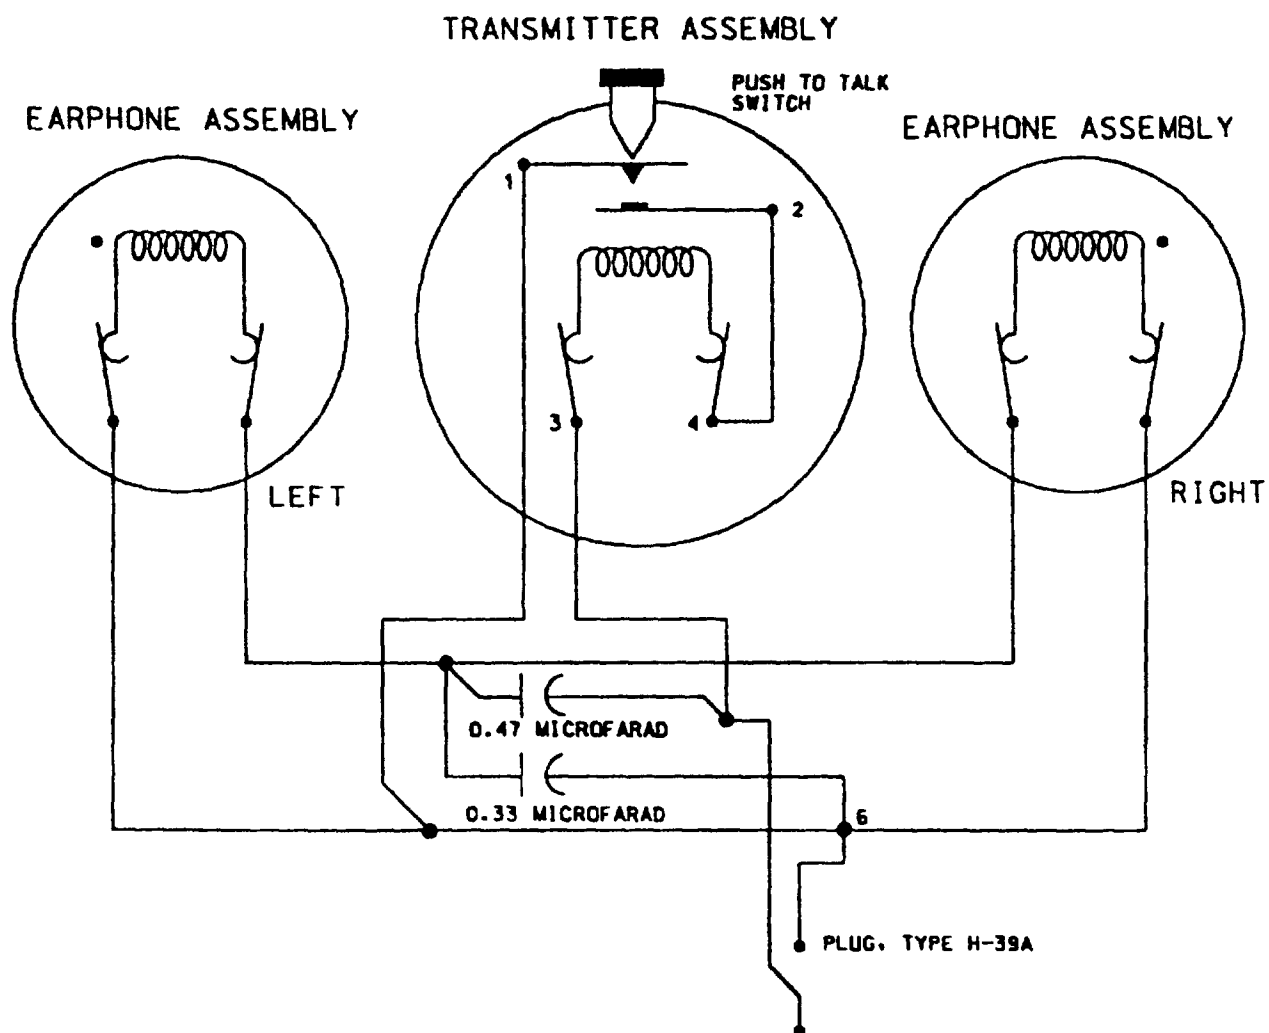 TRANSMITTER ASSEMBLY
PUSH TO TALK
SWITCH
EARPHONE ASSEMBLY
EARPHONE ASSEMBLY
1
2
3
4
LEFT
RIGHT
0.47 MICROFARAD
0.33 MICROFARAD
6
PLUG, TYPE H-39A